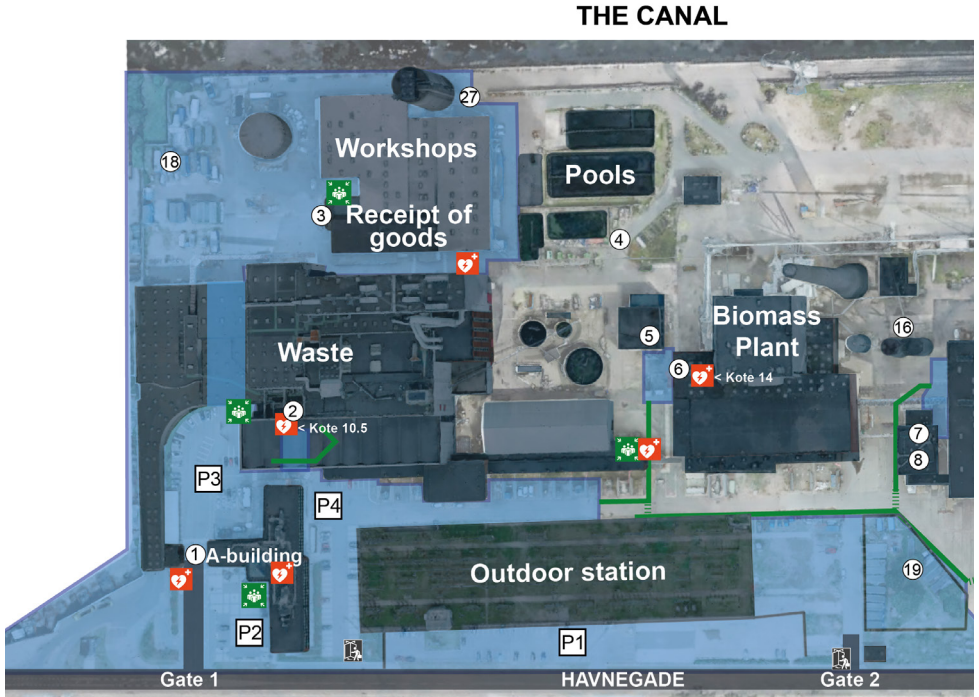 THE CANAL
27
Workshops
18
Pools
3
Receipt of
goods
4
Biomass
Plant
16
5
Waste
6
< Kote 14
2
< Kote 10.5
7
8
P3
P4
1
A-building
Outdoor station
19
P2
P1
Gate 1
HAVNEGADE
Gate 2